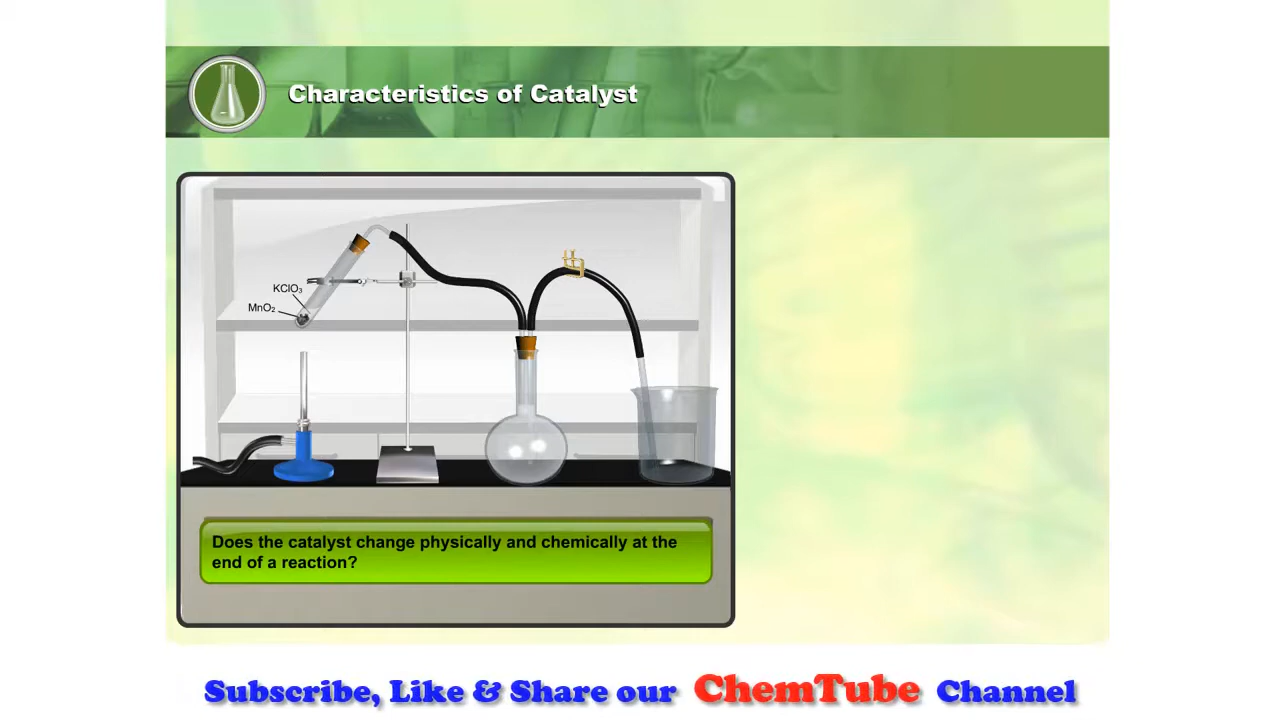 Characteristics of Catalyst
KClO₃
MnO₂
Does the catalyst change physically and chemically at the
end of a reaction?
Subscribe, Like & Share our ChemTube Channel